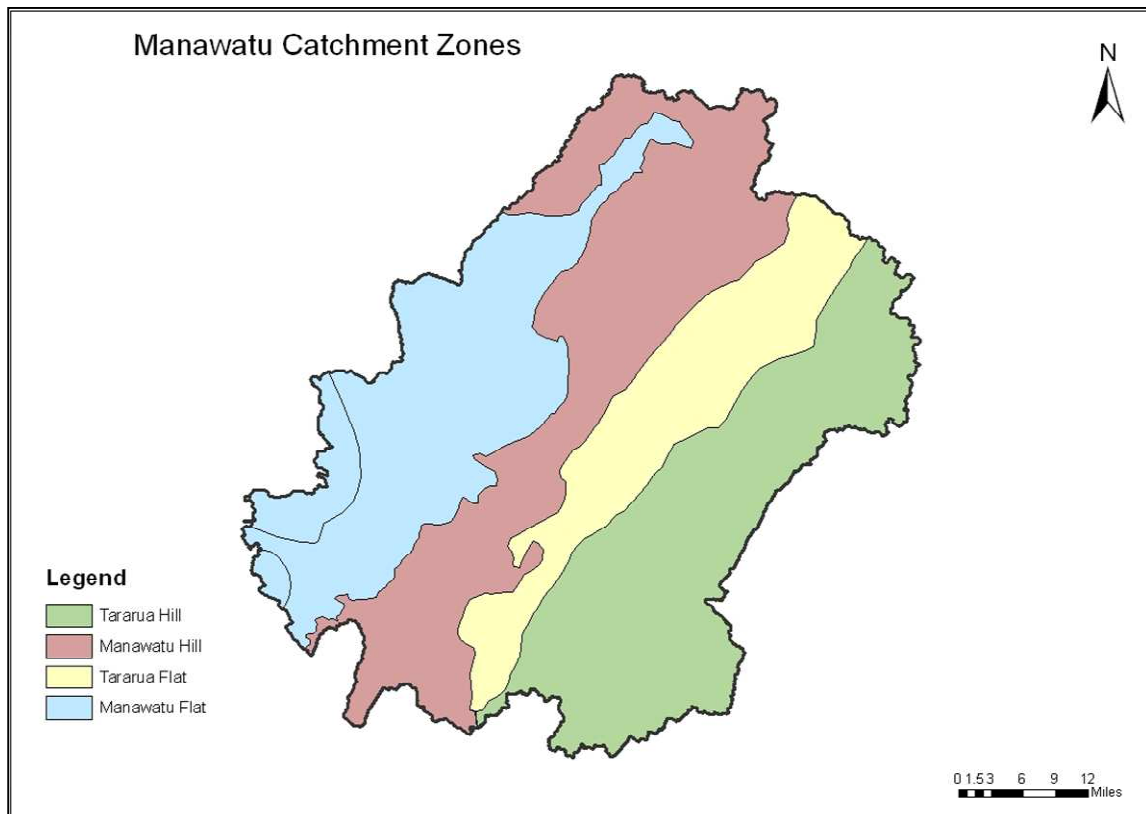 Manawatu Catchment Zones
N
Legend
Tararua Hill
Manawatu Hill
Tararua Flat
Manawatu Flat
0 1.5 3 6 9 12
Miles